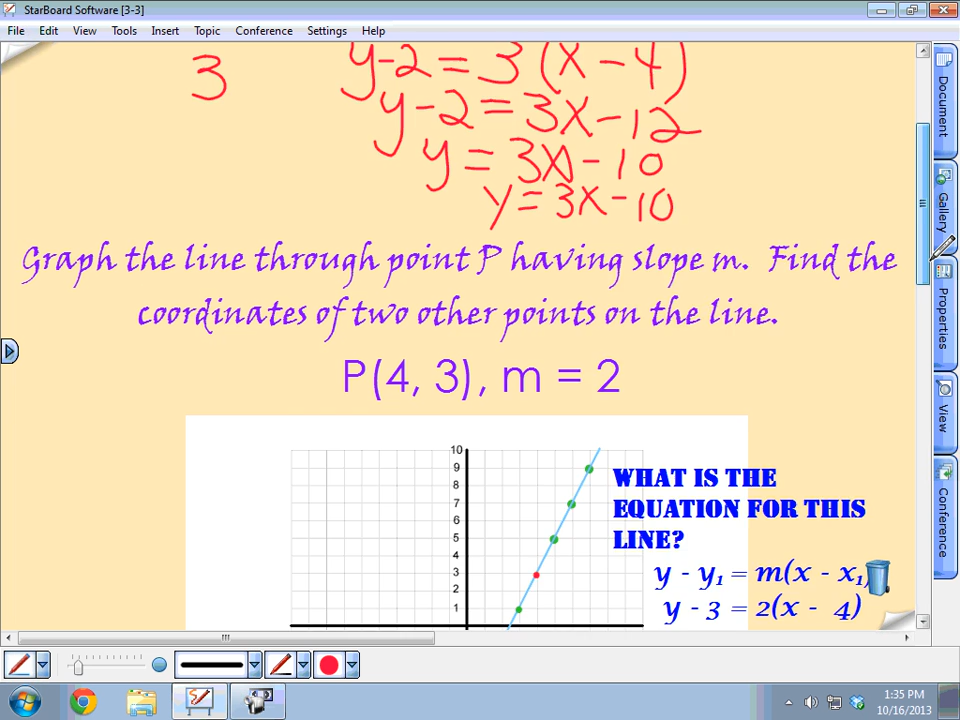 StarBoard Software [3-3]
File Edit View Tools Insert Topic Conference Settings Help
3 y-2=3(x-4)
y-2=3x-12
y=3x-10
y=3x-10
Graph the line through point P having slope m. Find the
coordinates of two other points on the line.
P(4, 3), m = 2
10
9
8
7
6
5
4
3
2
1
WHAT IS THE
EQUATION FOR THIS
LINE?
y - y₁ = m(x - x₁)
y - 3 = 2(x - 4)
Document
Gallery
Properties
View
Conference
1:35 PM
10/16/2013